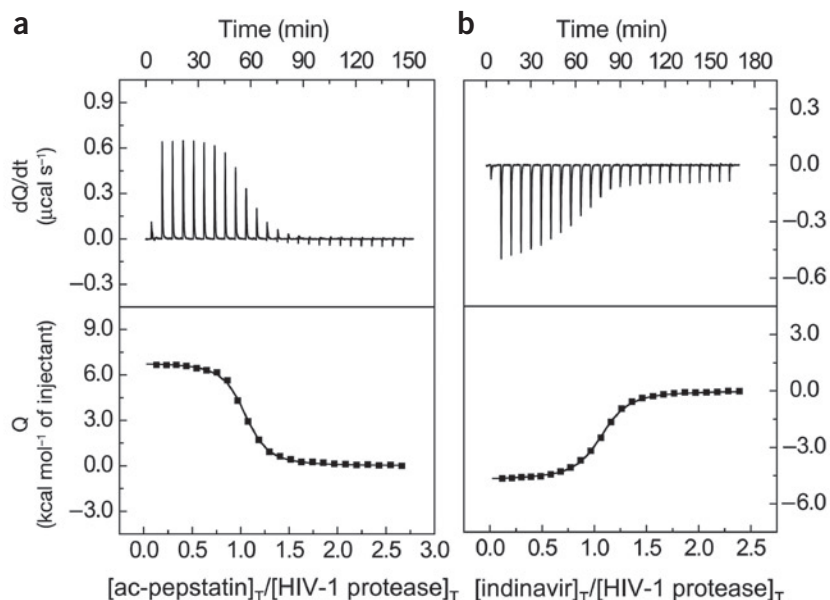 a
Time (min)
0 30 60 90 120 150
dQ/dt
(μcal s⁻¹)
0.9
0.6
0.3
0.0
−0.3
Q
(kcal mol⁻¹ of injectant)
9.0
6.0
3.0
0.0
−3.0
0.0 0.5 1.0 1.5 2.0 2.5 3.0
[ac-pepstatin]T/[HIV-1 protease]T
b
Time (min)
0 30 60 90 120 150 180
0.3
0.0
−0.3
−0.6
3.0
0.0
−3.0
−6.0
0.0 0.5 1.0 1.5 2.0 2.5
[indinavir]T/[HIV-1 protease]T